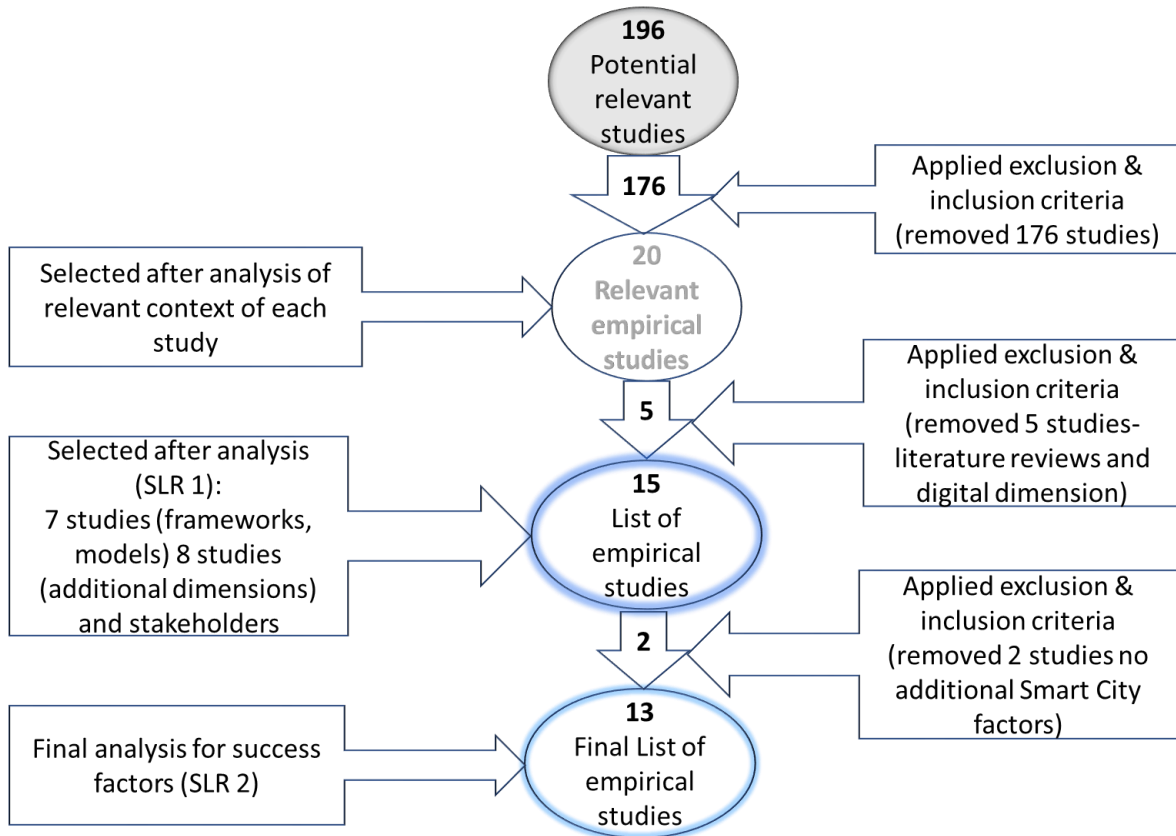 196
Potential
relevant
studies
176
Applied exclusion &
inclusion criteria
(removed 176 studies)
Selected after analysis of
relevant context of each
study
20
Relevant
empirical
studies
5
Applied exclusion &
inclusion criteria
(removed 5 studies-
literature reviews and
digital dimension)
Selected after analysis
(SLR 1):
7 studies (frameworks,
models) 8 studies
(additional dimensions)
and stakeholders
15
List of
empirical
studies
2
Applied exclusion &
inclusion criteria
(removed 2 studies no
additional Smart City
factors)
Final analysis for success
factors (SLR 2)
13
Final List of
empirical
studies